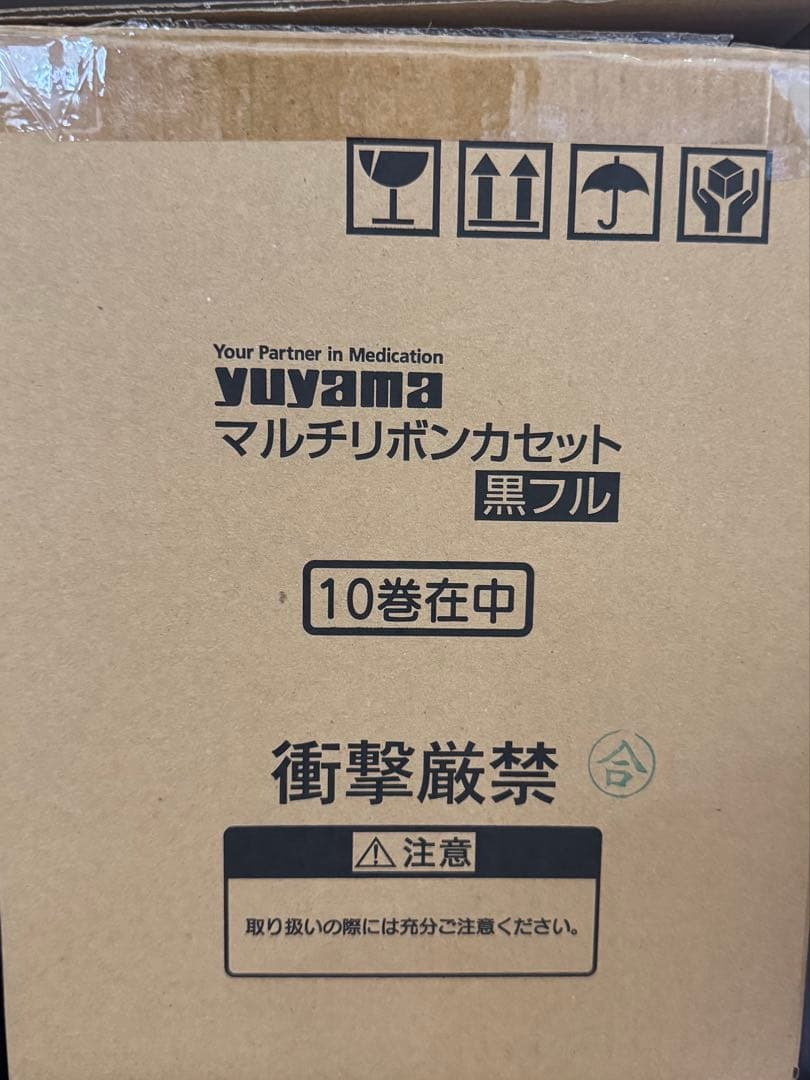 Your Partner in Medication
yuyama
マルチリボンカセット
黒フル
10巻在中
衝撃厳禁
合
注意
取り扱いの際には充分ご注意ください。